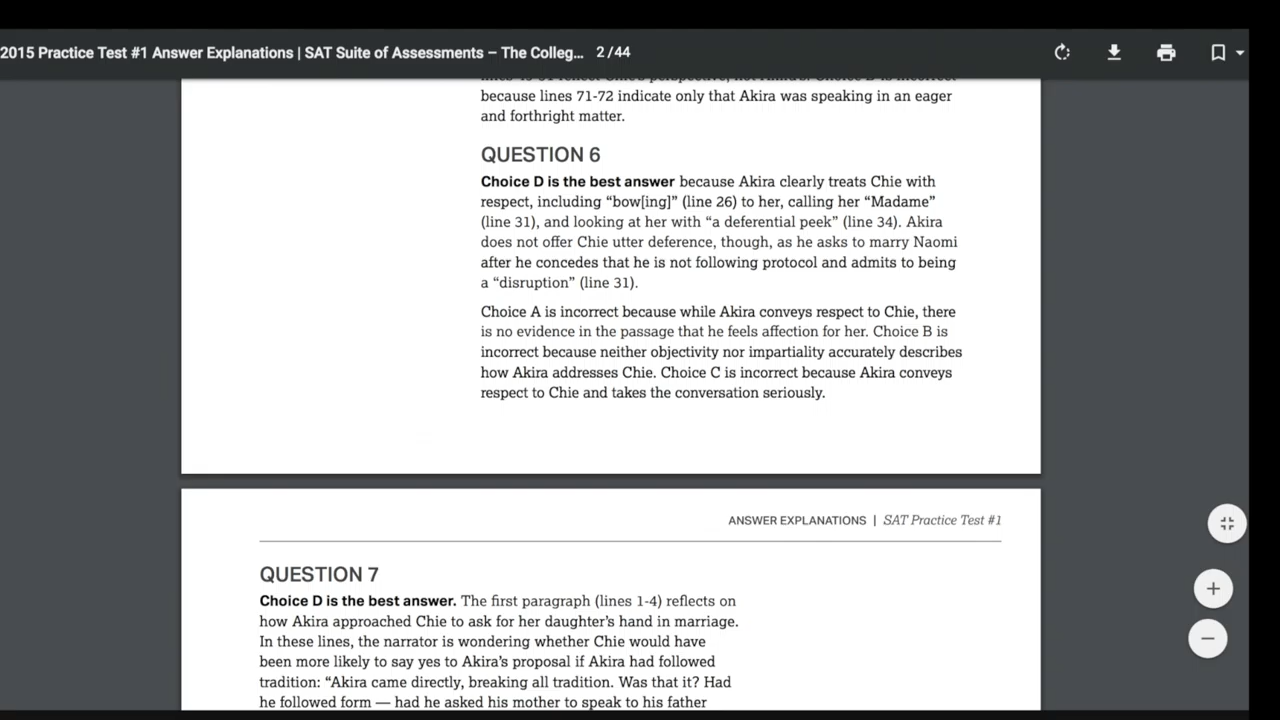 2015 Practice Test #1 Answer Explanations | SAT Suite of Assessments – The Colleg... 2/44
because lines 71-72 indicate only that Akira was speaking in an eager
and forthright matter.
QUESTION 6
Choice D is the best answer because Akira clearly treats Chie with
respect, including “bow[ing]” (line 26) to her, calling her “Madame”
(line 31), and looking at her with “a deferential peek” (line 34). Akira
does not offer Chie utter deference, though, as he asks to marry Naomi
after he concedes that he is not following protocol and admits to being
a “disruption” (line 31).
Choice A is incorrect because while Akira conveys respect to Chie, there
is no evidence in the passage that he feels affection for her. Choice B is
incorrect because neither objectivity nor impartiality accurately describes
how Akira addresses Chie. Choice C is incorrect because Akira conveys
respect to Chie and takes the conversation seriously.
ANSWER EXPLANATIONS | SAT Practice Test #1
QUESTION 7
Choice D is the best answer. The first paragraph (lines 1-4) reflects on
how Akira approached Chie to ask for her daughter’s hand in marriage.
In these lines, the narrator is wondering whether Chie would have
been more likely to say yes to Akira’s proposal if Akira had followed
tradition: “Akira came directly, breaking all tradition. Was that it? Had
he followed form — had he asked his mother to speak to his father